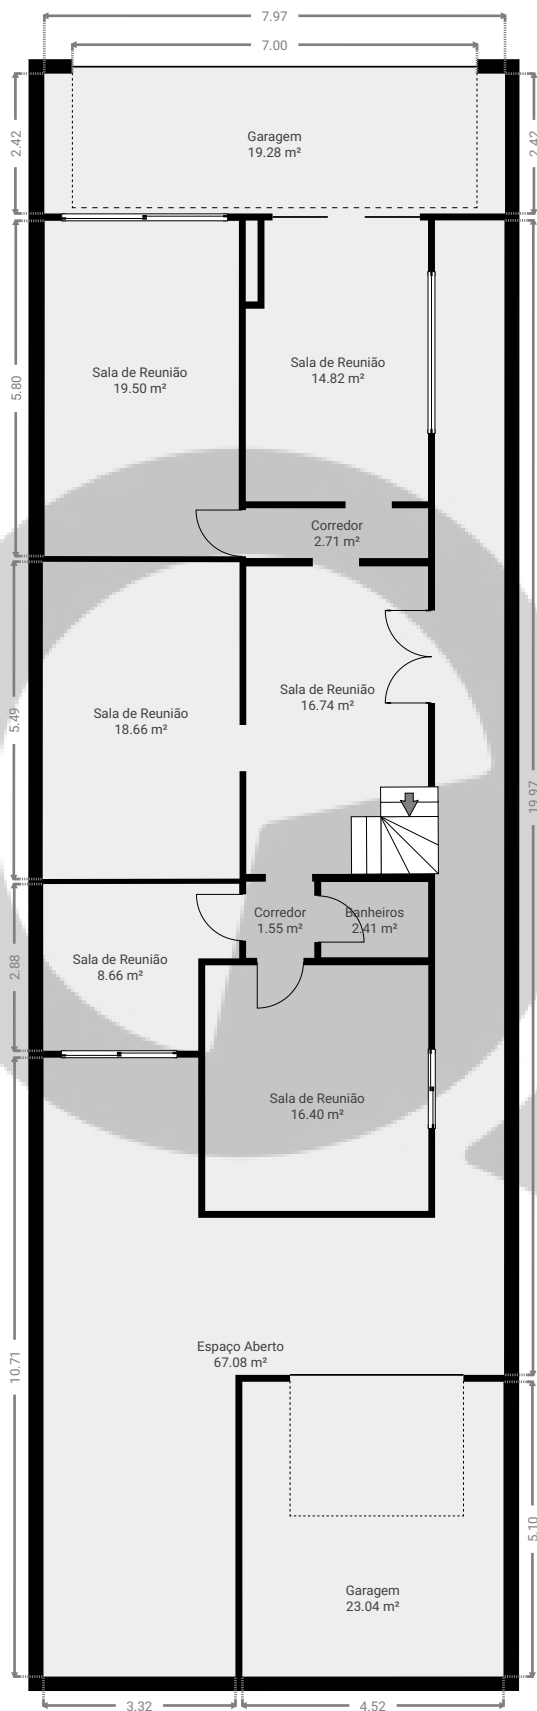 7.97
7.00
2.42
2.42
Garagem
19.28 m²
5.80
Sala de Reunião
19.50 m²
Sala de Reunião
14.82 m²
Corredor
2.71 m²
5.49
Sala de Reunião
18.66 m²
Sala de Reunião
16.74 m²
19.97
2.88
Sala de Reunião
8.66 m²
Corredor
1.55 m²
Banheiros
2.41 m²
Sala de Reunião
16.40 m²
10.71
Espaço Aberto
67.08 m²
5.10
Garagem
23.04 m²
3.32
4.52